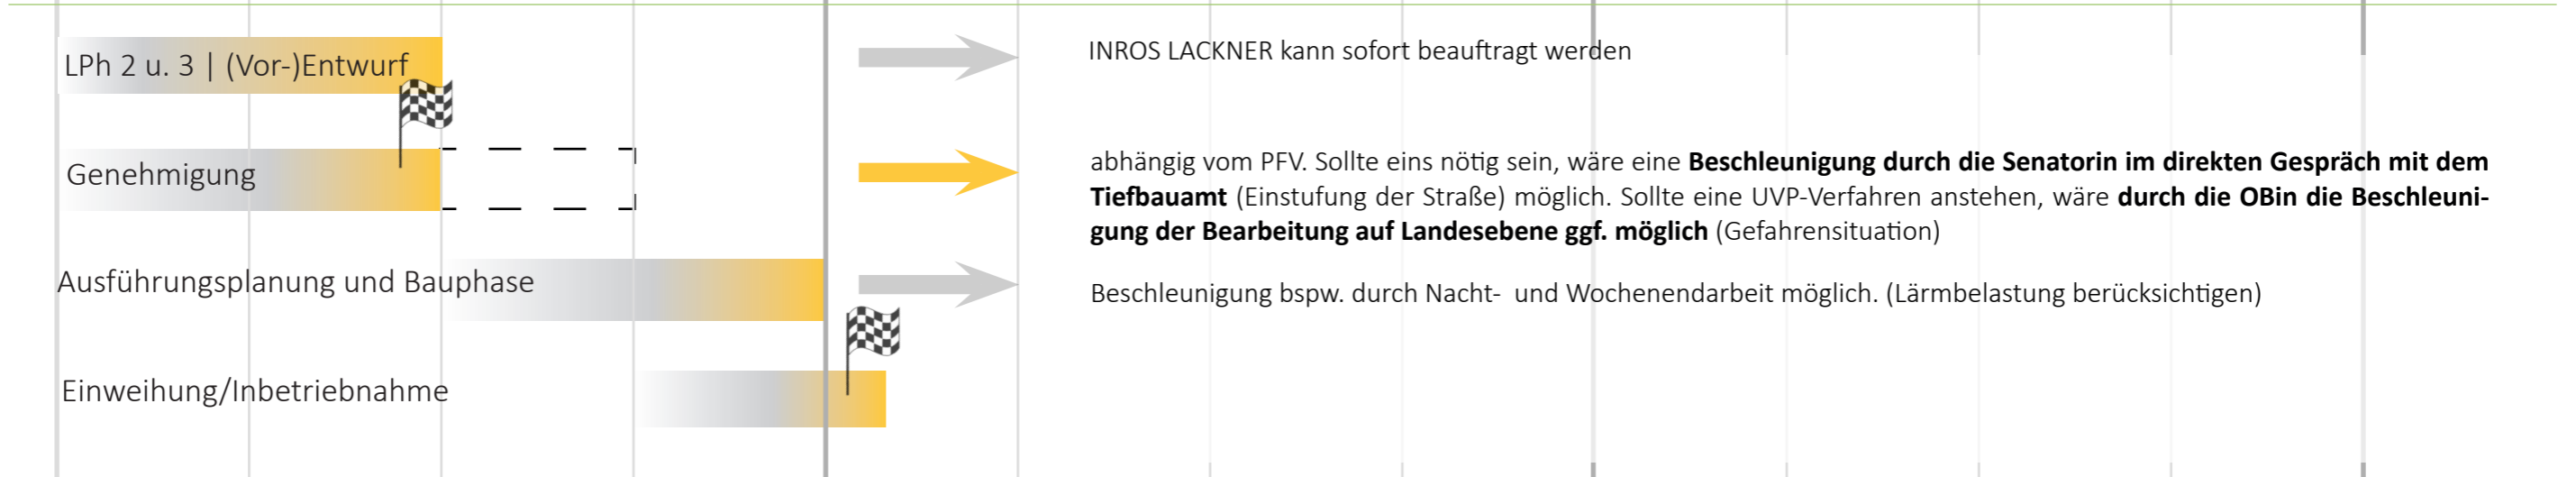 LPh 2 u. 3 | (Vor-)Entwurf
INROS LACKNER kann sofort beauftragt werden
Genehmigung
abhängig vom PFV. Sollte eins nötig sein, wäre eine Beschleunigung durch die Senatorin im direkten Gespräch mit dem
Tiefbauamt (Einstufung der Straße) möglich. Sollte eine UVP-Verfahren anstehen, wäre durch die OBin die Beschleuni-
gung der Bearbeitung auf Landesebene ggf. möglich (Gefahrensituation)
Ausführungsplanung und Bauphase
Beschleunigung bspw. durch Nacht- und Wochenendarbeit möglich. (Lärmbelastung berücksichtigen)
Einweihung/Inbetriebnahme